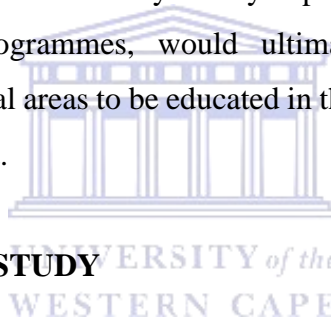 ogrammes, would ultima
al areas to be educated in th
.
STUDY
UNIVERSITY of the
WESTERN CAPE